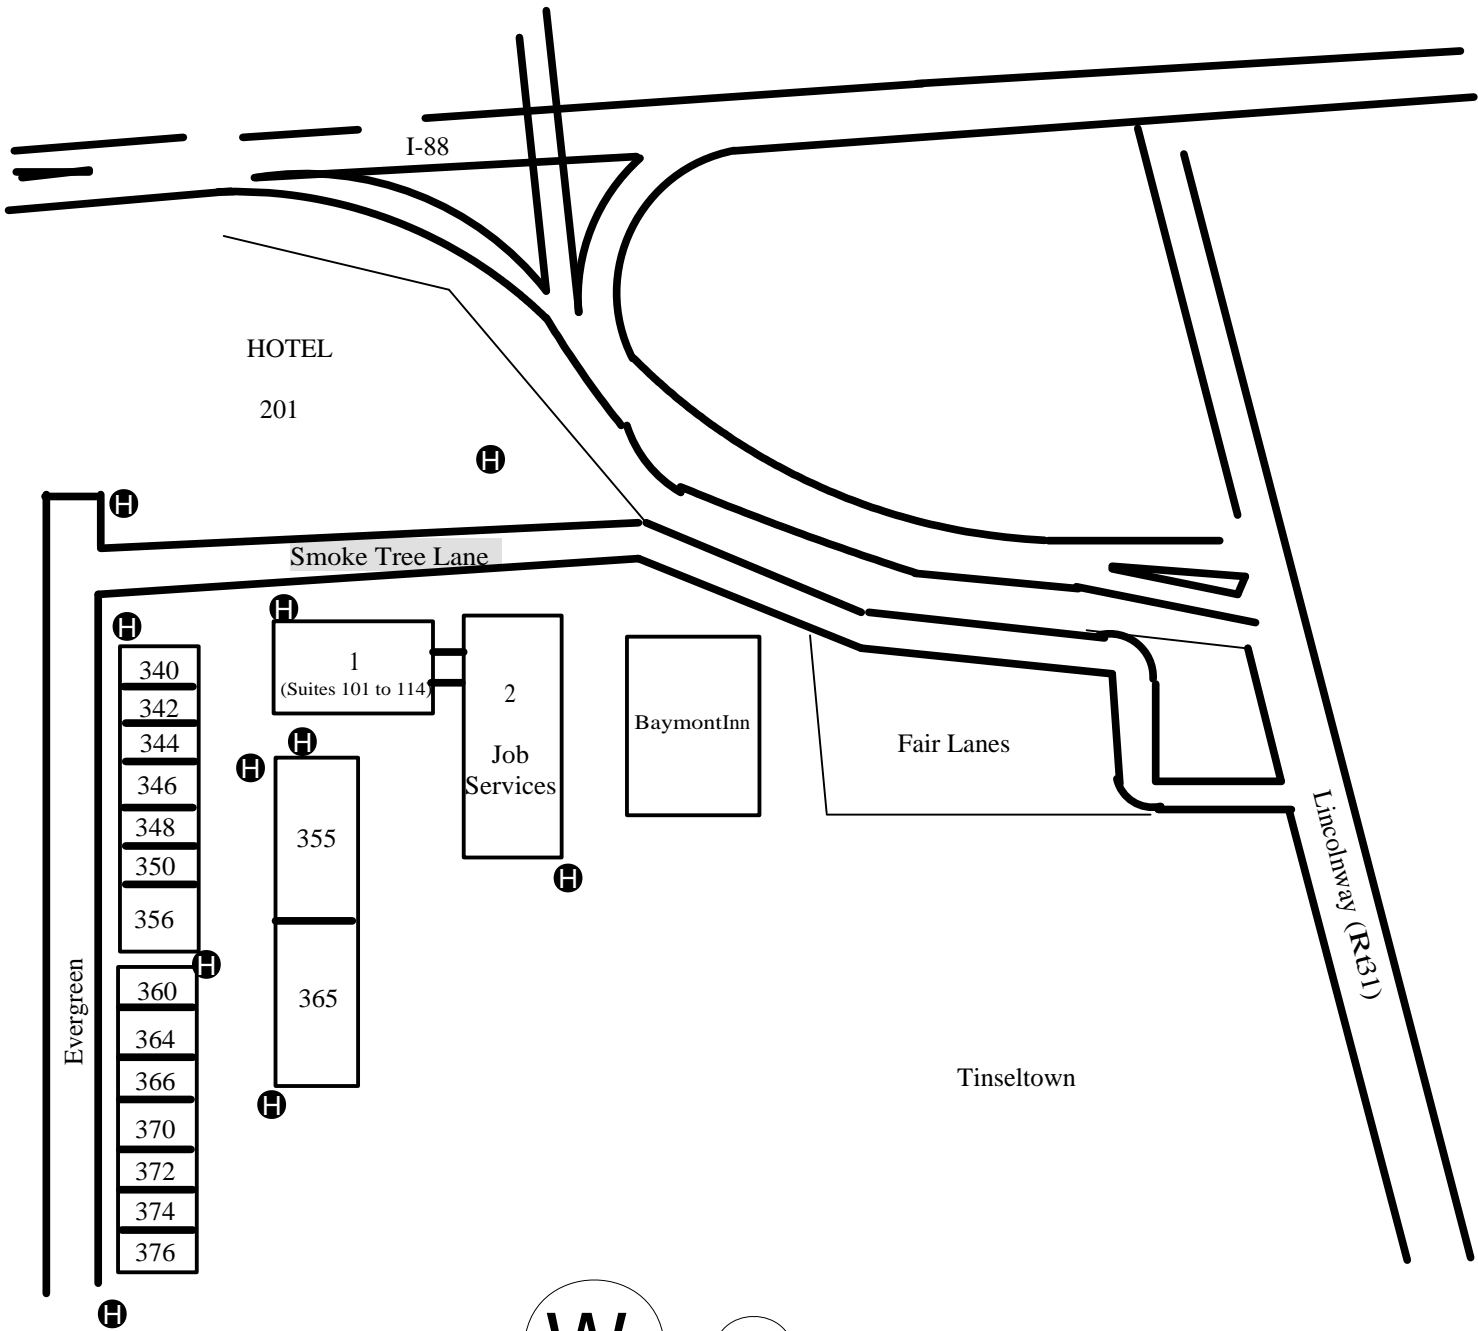 I-88
HOTEL
201
H
H
Smoke Tree Lane
H
H
1
(Suites 101 to 114)
2
Job
Services
BaymontInn
Fair Lanes
340
342
344
346
348
350
356
H
H
355
365
H
H
H
360
364
366
370
372
374
376
H
Evergreen
Lincolnway (Rt31)
Tinseltown
W